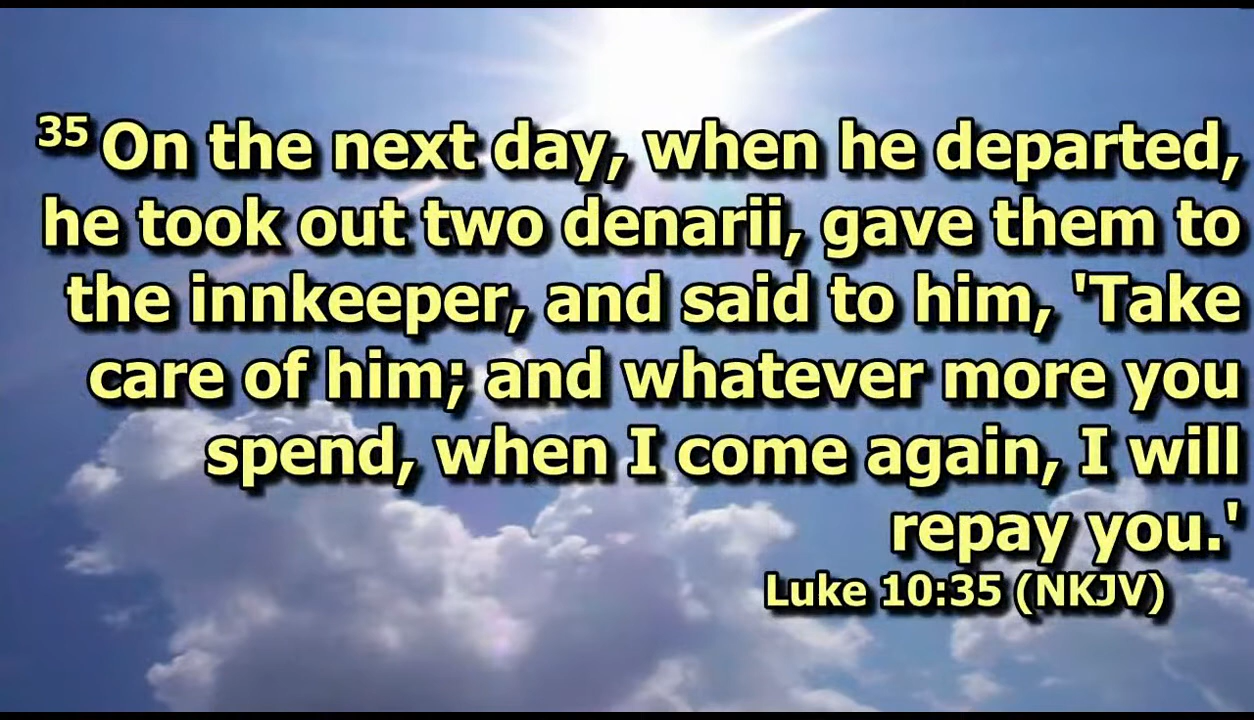 35 On the next day, when he departed,
he took out two denarii, gave them to
the innkeeper, and said to him, 'Take
care of him; and whatever more you
spend, when I come again, I will
repay you.'
Luke 10:35 (NKJV)